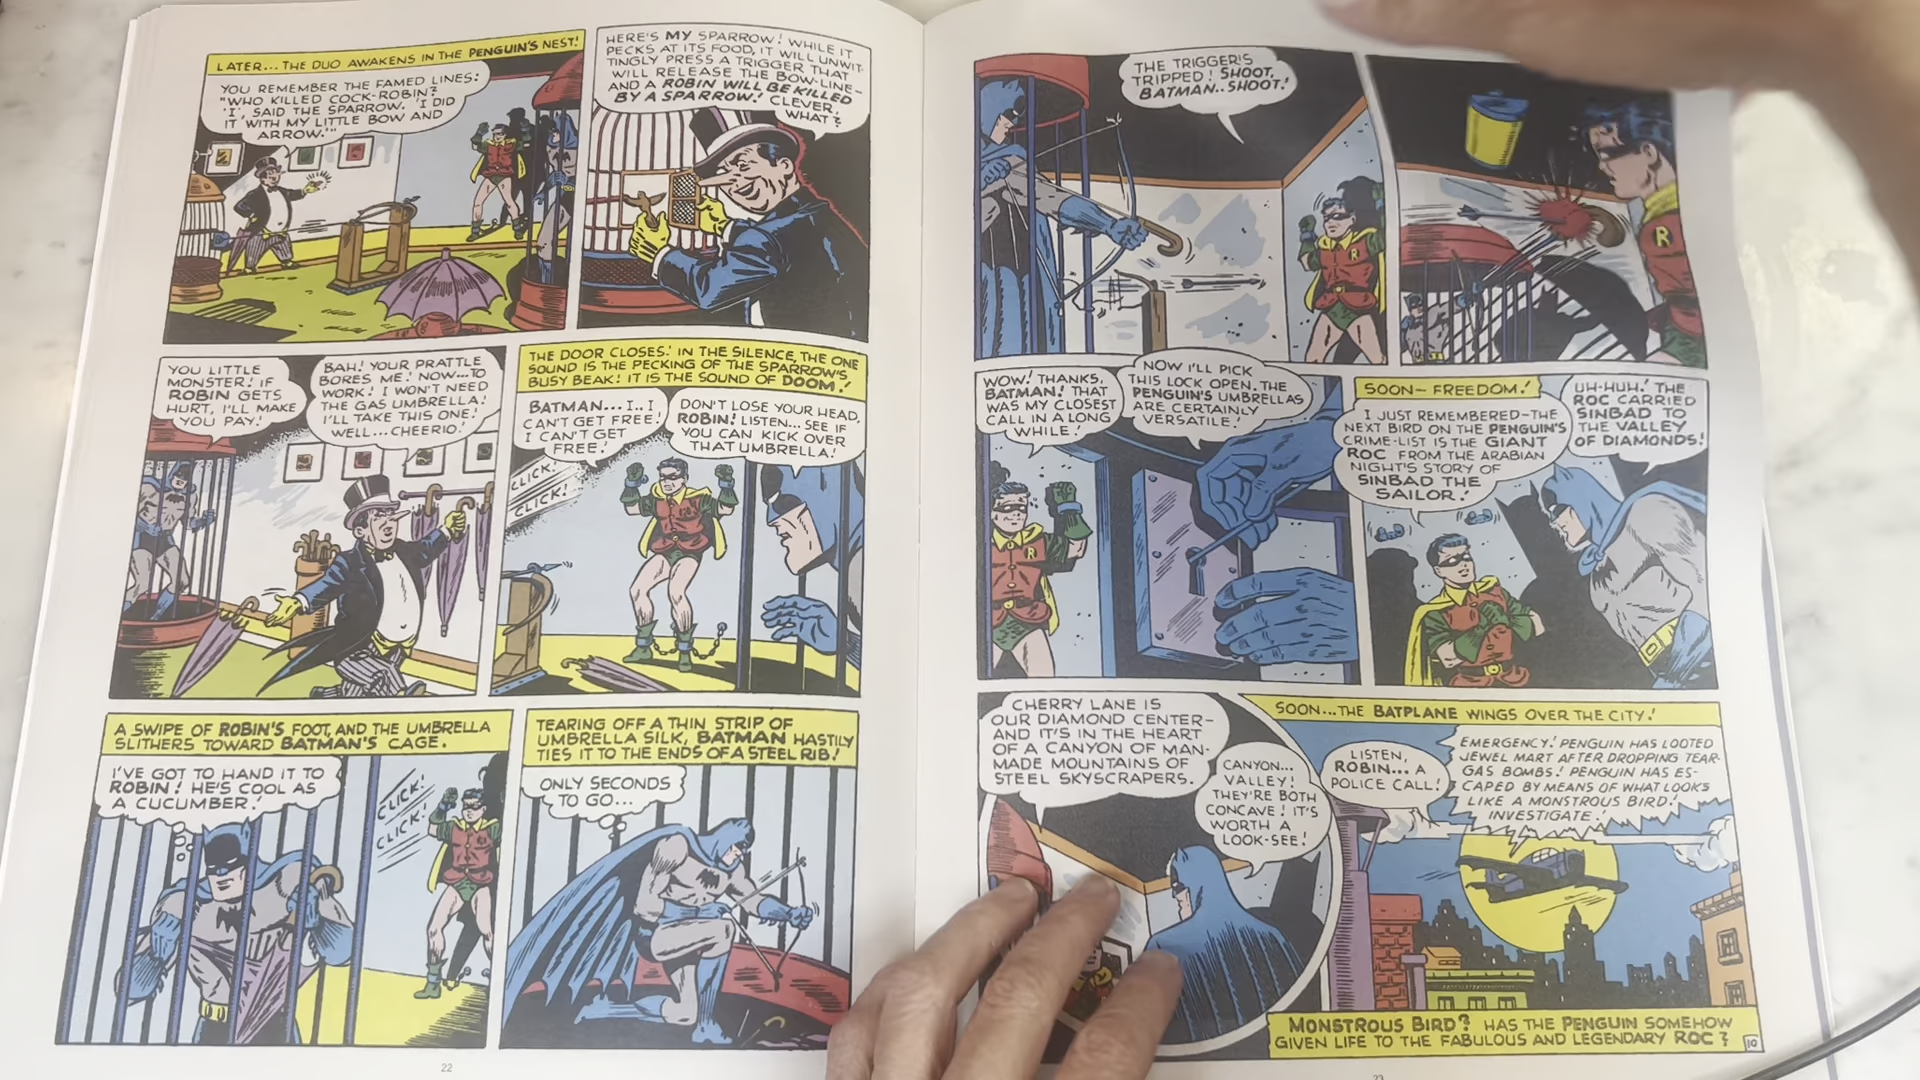 LATER... THE DUO AWAKENS IN THE PENGUIN'S NEST!
YOU REMEMBER THE FAMED LINES:
"WHO KILLED COCK-ROBIN?
'I', SAID THE SPARROW. 'I DID
IT WITH MY LITTLE BOW AND
ARROW.'"
HERE'S MY SPARROW! WHILE IT
PECKS AT ITS FOOD, IT WILL UNWIT-
TINGLY PRESS A TRIGGER THAT
WILL RELEASE THE BOW-LINE—
AND A ROBIN WILL BE KILLED
BY A SPARROW! CLEVER,
WHAT?
YOU LITTLE
MONSTER! IF
ROBIN GETS
HURT, I'LL MAKE
YOU PAY!
BAH! YOUR PRATTLE
BORES ME! NOW...TO
WORK! I WON'T NEED
THE GAS UMBRELLA!
I'LL TAKE THIS ONE!
WELL...CHEERIO!
THE DOOR CLOSES! IN THE SILENCE, THE ONE
SOUND IS THE PECKING OF THE SPARROW'S
BUSY BEAK! IT IS THE SOUND OF DOOM!
BATMAN...I..I
CAN'T GET FREE!
I CAN'T GET
FREE!
DON'T LOSE YOUR HEAD,
ROBIN! LISTEN... SEE IF
YOU CAN KICK OVER
THAT UMBRELLA!
CLICK!
CLICK!
A SWIPE OF ROBIN'S FOOT, AND THE UMBRELLA
SLITHERS TOWARD BATMAN'S CAGE.
I'VE GOT TO HAND IT TO
ROBIN! HE'S COOL AS
A CUCUMBER!
CLICK!
CLICK!
TEARING OFF A THIN STRIP OF
UMBRELLA SILK, BATMAN HASTILY
TIES IT TO THE ENDS OF A STEEL RIB!
ONLY SECONDS
TO GO...
22
THE TRIGGER IS
TRIPPED! SHOOT,
BATMAN..SHOOT!
R
R
WOW! THANKS,
BATMAN! THAT
WAS MY CLOSEST
CALL IN A LONG
WHILE!
NOW I'LL PICK
THIS LOCK OPEN. THE
PENGUIN'S UMBRELLAS
ARE CERTAINLY
VERSATILE!
R
SOON— FREEDOM!
I JUST REMEMBERED—THE
NEXT BIRD ON THE PENGUIN'S
CRIME-LIST IS THE GIANT
ROC FROM THE ARABIAN
NIGHT'S STORY OF
SINBAD THE
SAILOR!
UH-HUH! THE
ROC CARRIED
SINBAD TO
THE VALLEY
OF DIAMONDS!
CHERRY LANE IS
OUR DIAMOND CENTER—
AND IT'S IN THE HEART
OF A CANYON OF MAN-
MADE MOUNTAINS OF
STEEL SKYSCRAPERS.
CANYON...
VALLEY!
THEY'RE BOTH
CONCAVE! IT'S
WORTH A
LOOK-SEE!
SOON...THE BATPLANE WINGS OVER THE CITY!
LISTEN,
ROBIN... A
POLICE CALL!
EMERGENCY! PENGUIN HAS LOOTED
JEWEL MART AFTER DROPPING TEAR-
GAS BOMBS! PENGUIN HAS ES-
CAPED BY MEANS OF WHAT LOOKS
LIKE A MONSTROUS BIRD!
INVESTIGATE!
MONSTROUS BIRD? HAS THE PENGUIN SOMEHOW
GIVEN LIFE TO THE FABULOUS AND LEGENDARY ROC?
10
23